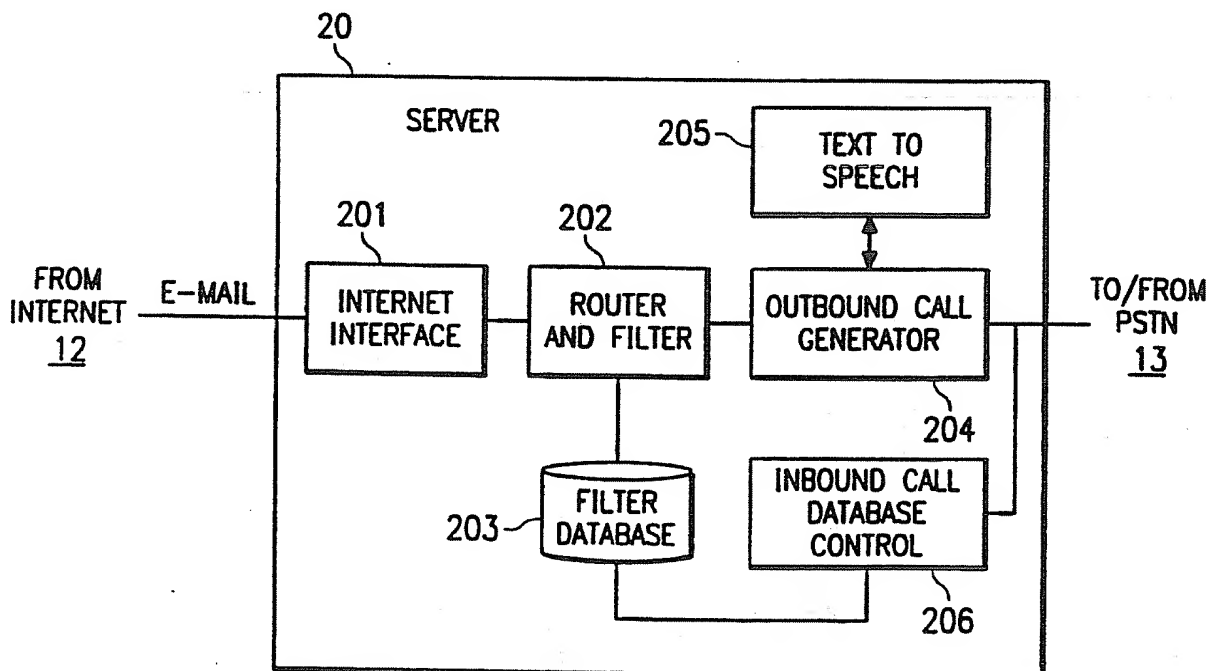 20
SERVER
205
TEXT TO
SPEECH
201
202
FROM
INTERNET
12
E-MAIL
INTERNET
INTERFACE
ROUTER
AND FILTER
OUTBOUND CALL
GENERATOR
TO/FROM
PSTN
13
204
203
FILTER
DATABASE
INBOUND CALL
DATABASE
CONTROL
206